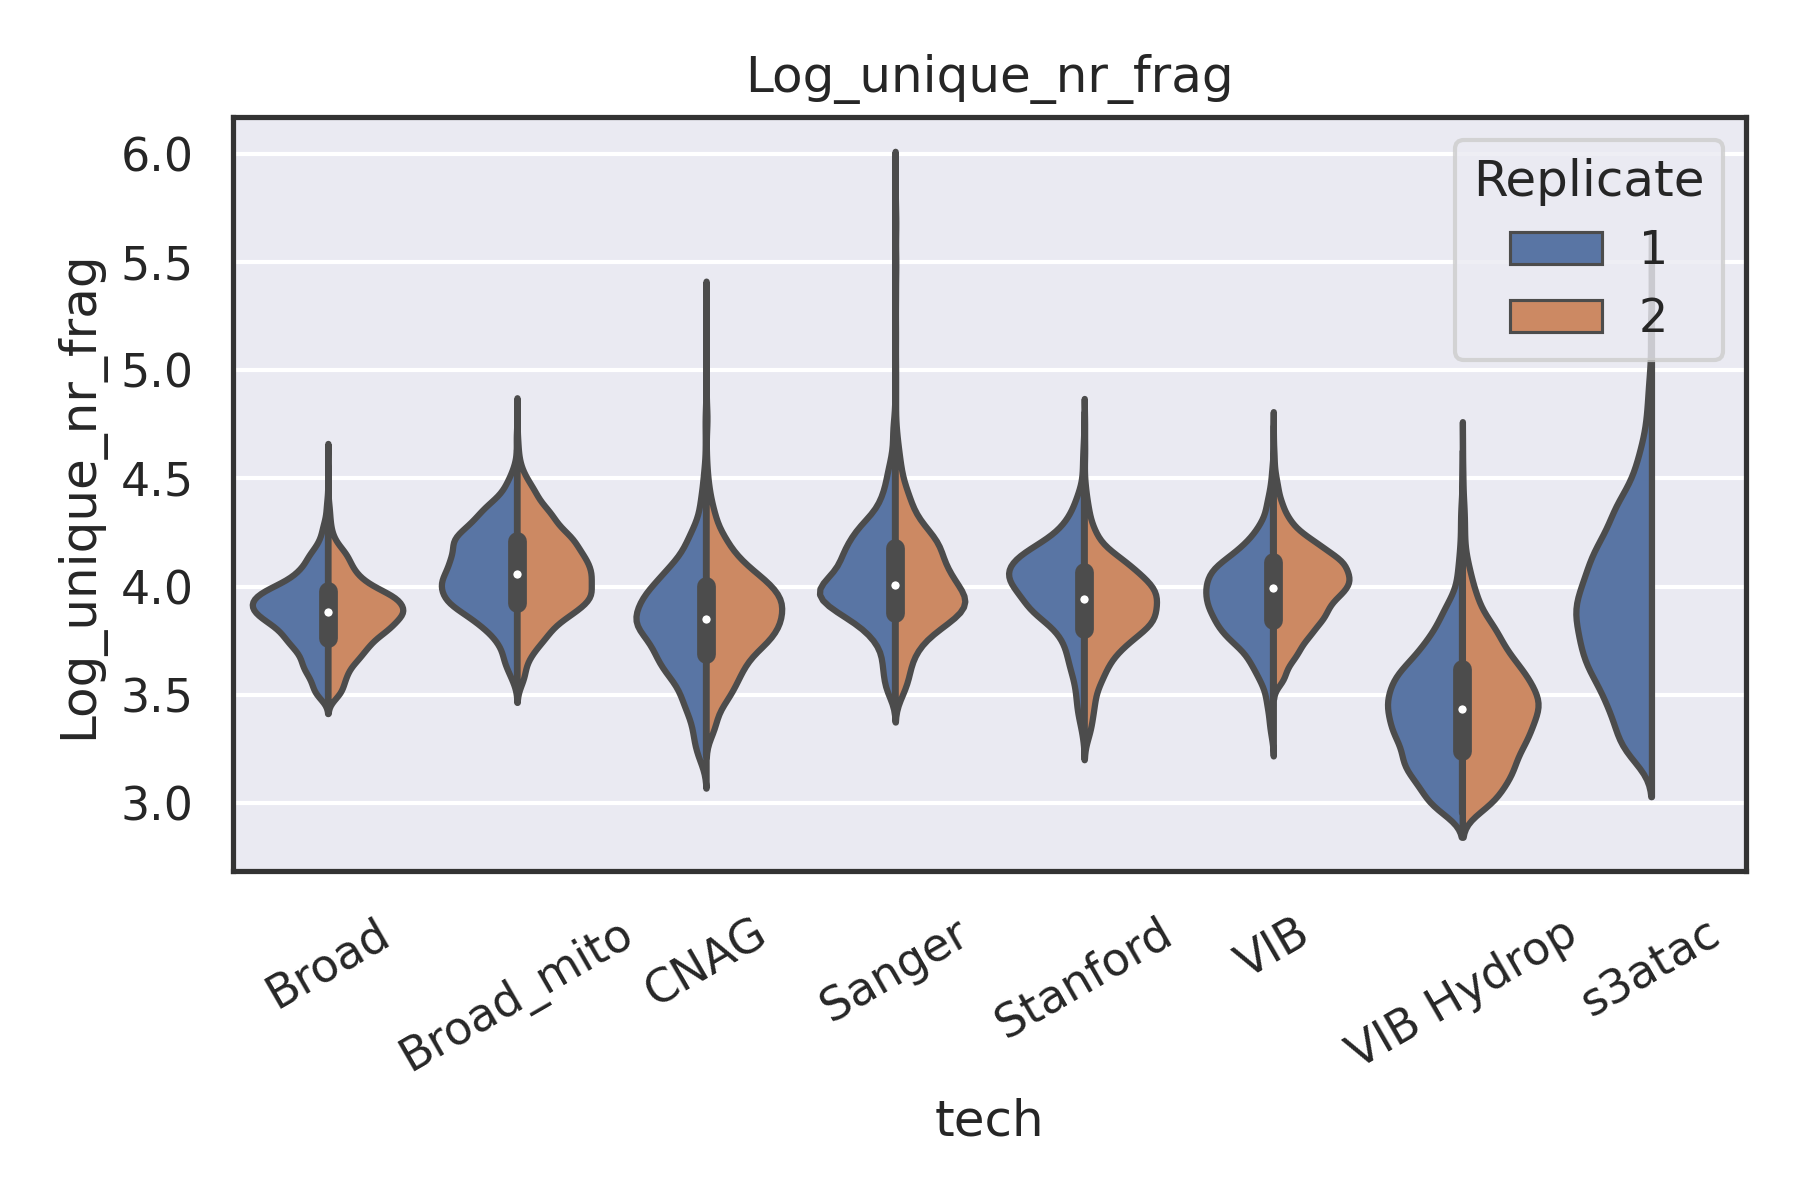 Log_unique_nr_frag
Log_unique_nr_frag
6.0
5.5
5.0
4.5
4.0
3.5
3.0
Replicate
1
2
Broad
Broad_mito
CNAG
Sanger
Stanford
VIB
VIB Hydrop
s3atac
tech